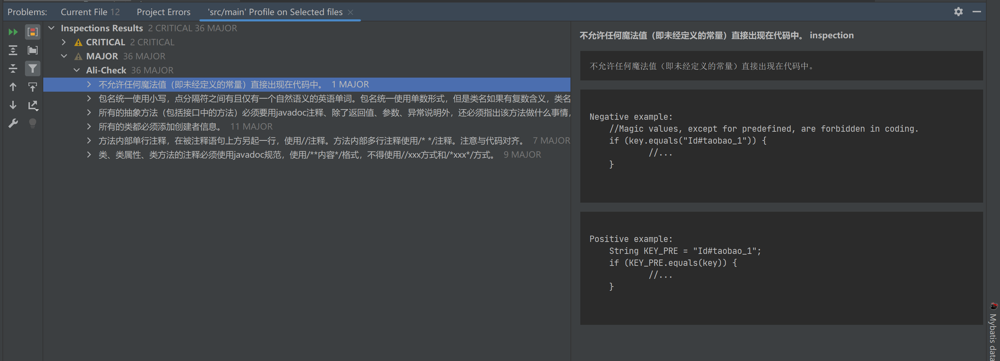 Problems: Current File 12 Project Errors 'src/main' Profile on Selected files
Inspections Results 2 CRITICAL 36 MAJOR
CRITICAL 2 CRITICAL
MAJOR 36 MAJOR
Ali-Check 36 MAJOR
不允许任何魔法值（即未经定义的常量）直接出现在代码中。 1 MAJOR
包名统一使用小写，点分隔符之间有且仅有一个自然语义的英语单词。包名统一使用单数形式，但是类名如果有复数含义，类名
所有的抽象方法（包括接口中的方法）必须要用javadoc注释、除了返回值、参数、异常说明外，还必须指出该方法做什么事情，
所有的类都必须添加创建者信息。 11 MAJOR
方法内部单行注释，在被注释语句上方另起一行，使用//注释。方法内部多行注释使用/* */注释。注意与代码对齐。 7 MAJOR
类、类属性、类方法的注释必须使用javadoc规范，使用/**内容*/格式，不得使用//xxx方式和/*xxx*/方式。 9 MAJOR
不允许任何魔法值（即未经定义的常量）直接出现在代码中。 inspection
不允许任何魔法值（即未经定义的常量）直接出现在代码中。
Negative example:
//Magic values, except for predefined, are forbidden in coding.
if (key.equals("Id#taobao_1")) {
//...
}
Positive example:
String KEY_PRE = "Id#taobao_1";
if (KEY_PRE.equals(key)) {
//...
}
Mybatis data